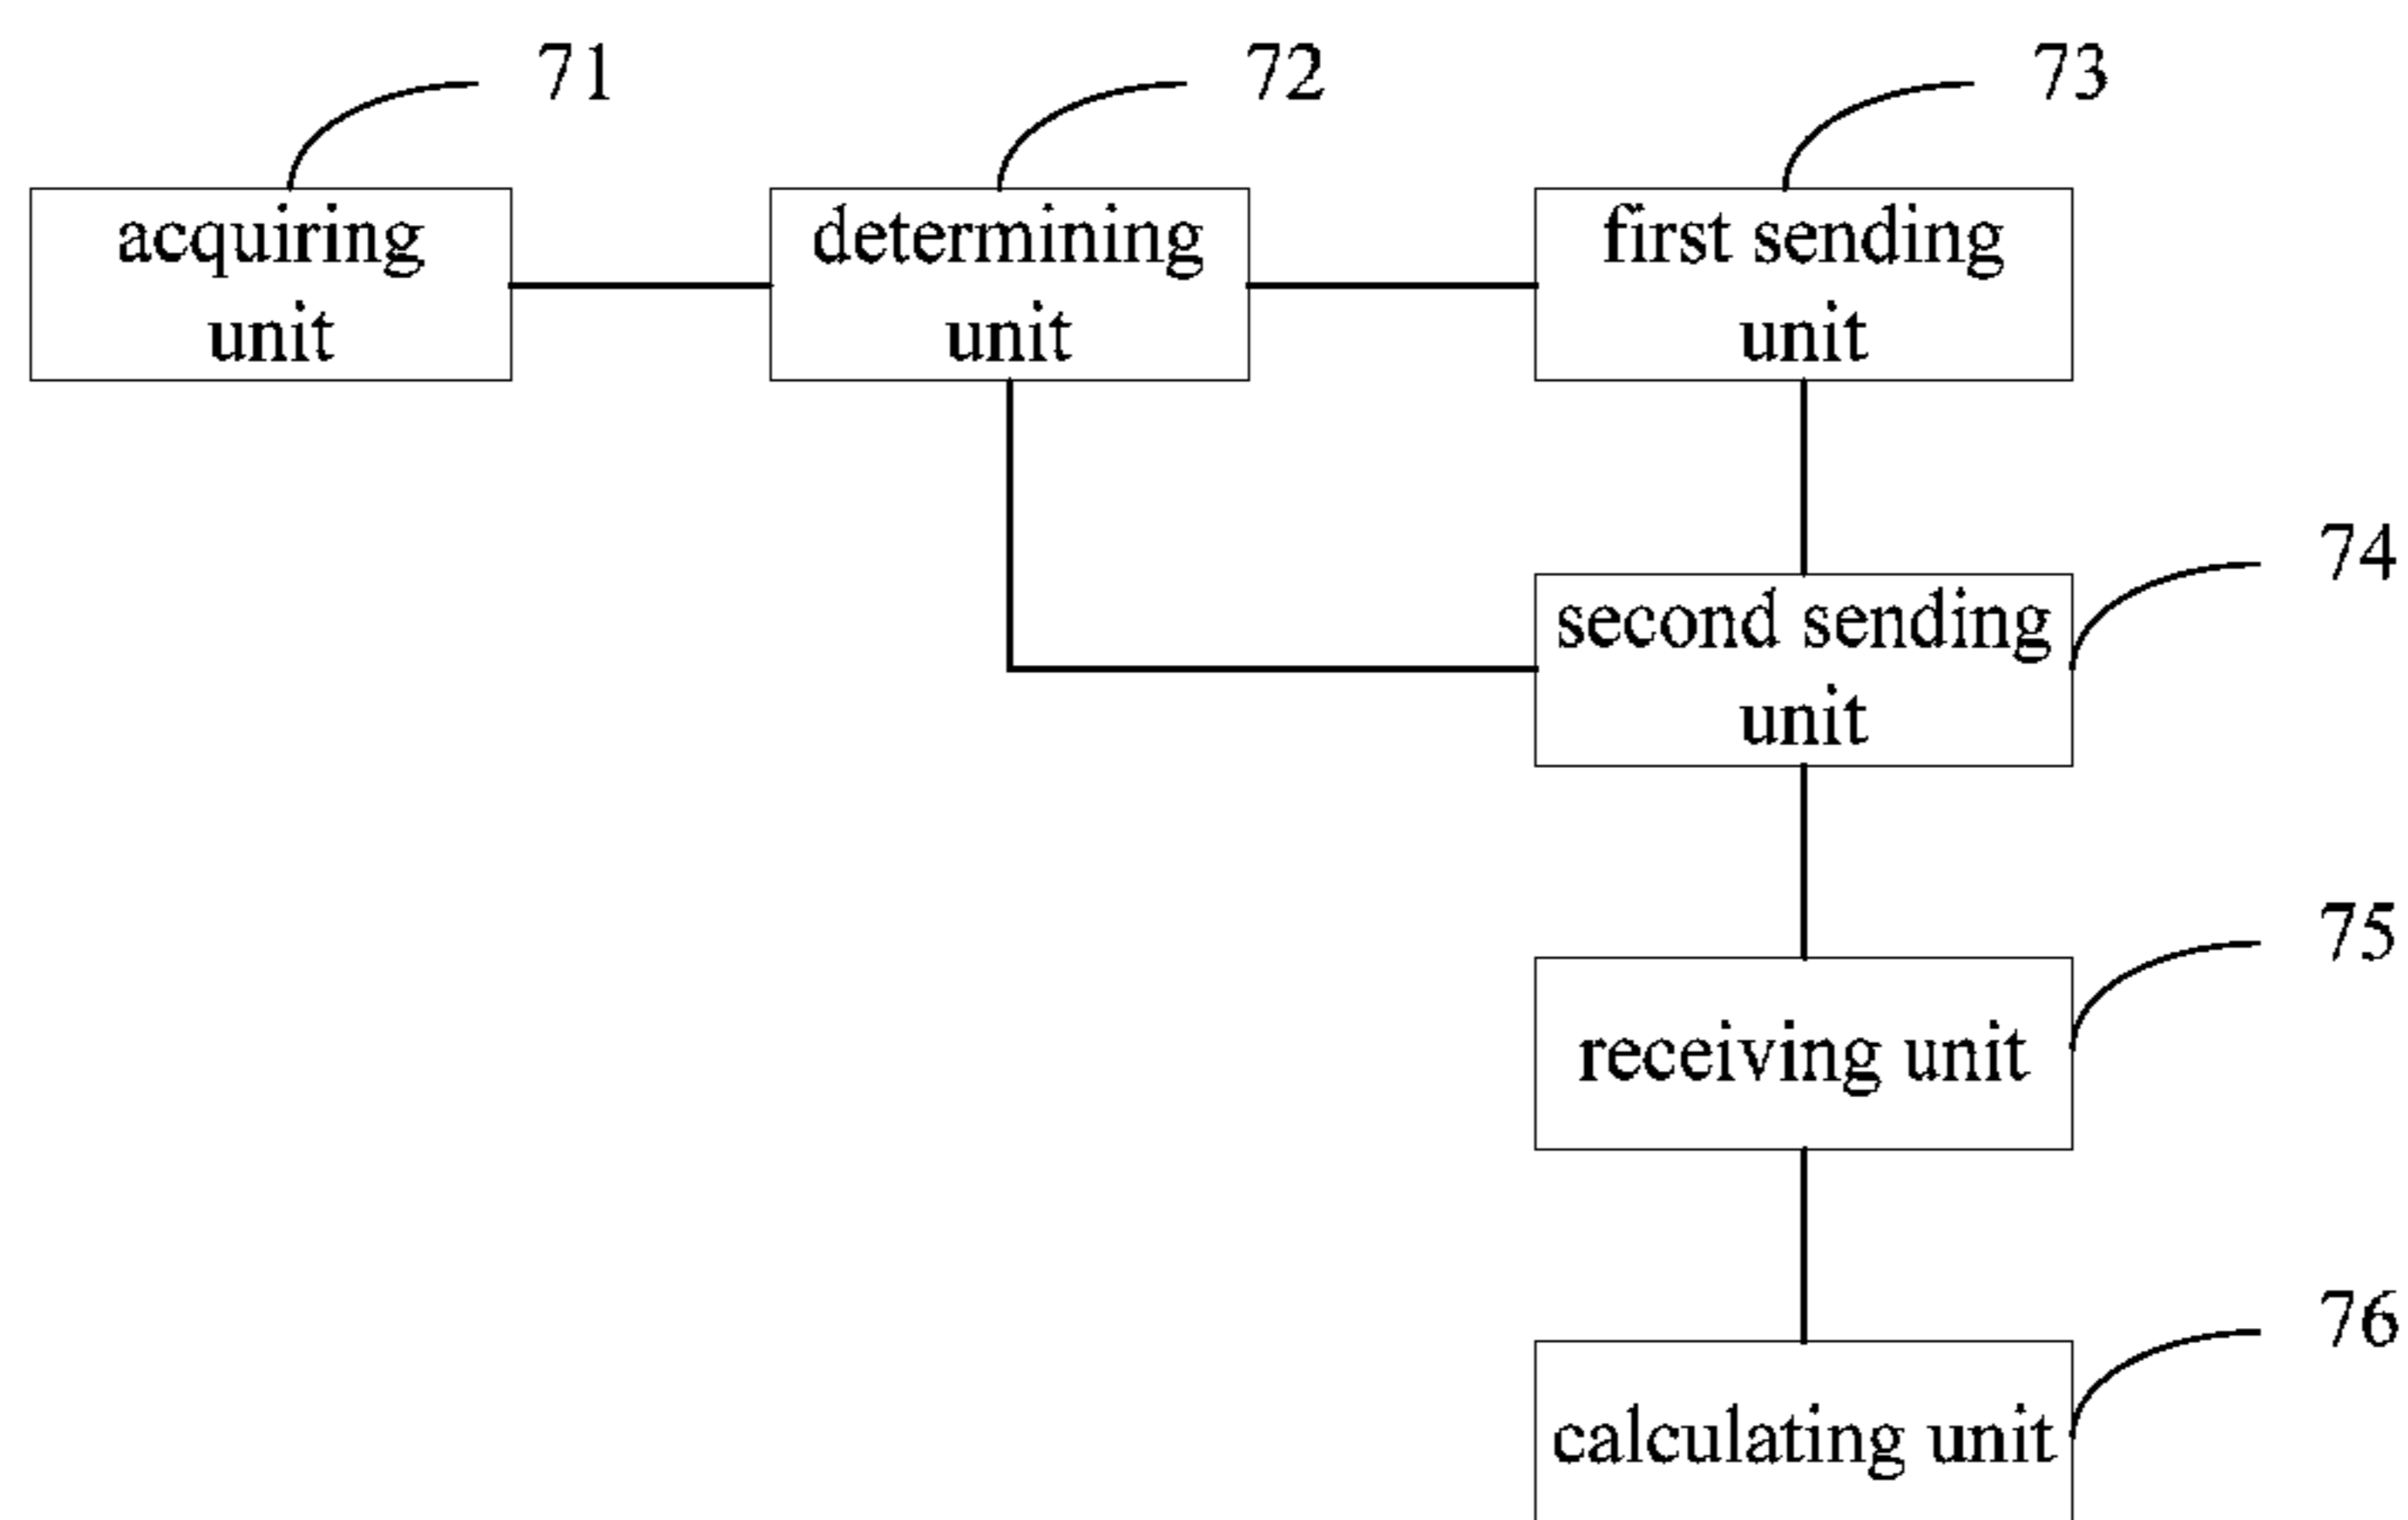 71
72
73
acquiring
unit
determining
unit
first sending
unit
74
second sending
unit
75
receiving unit
76
calculating unit